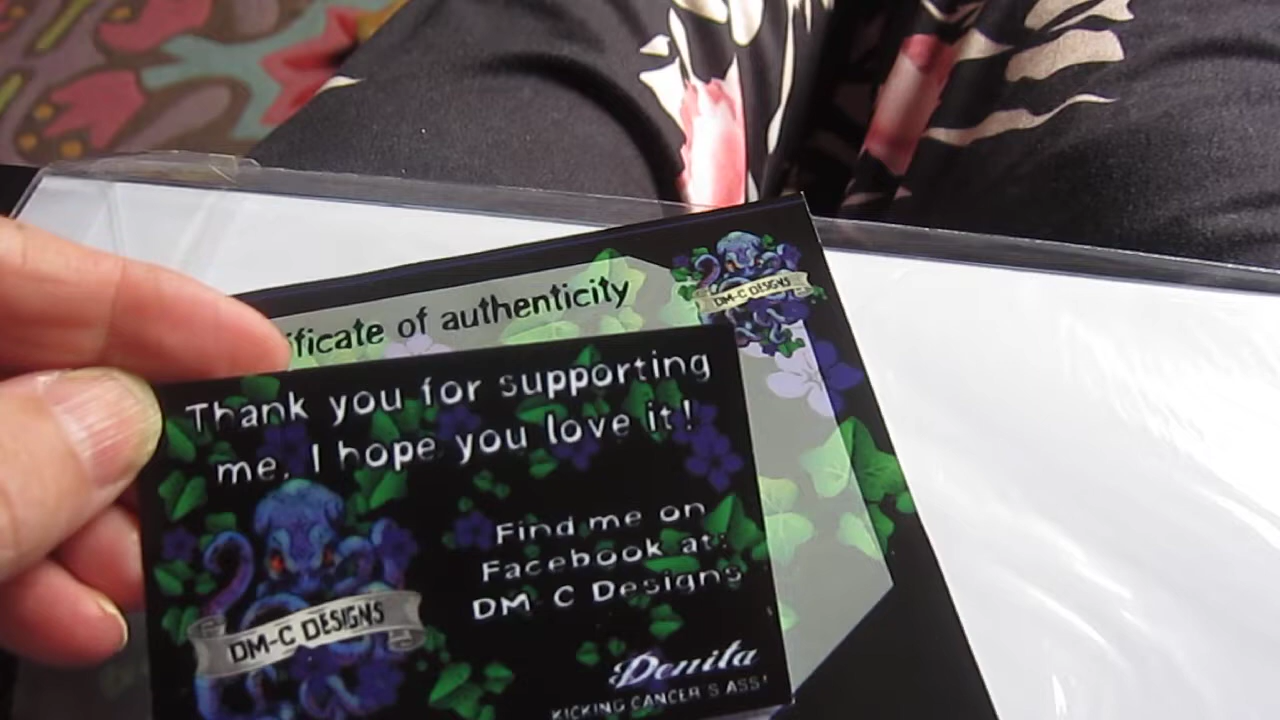 ificate of authenticity
DM-C DESIGNS
Thank you for supporting
me. I hope you love it!
Find me on
Facebook at:
DM-C Designs
DM-C DESIGNS
Denita
KICKING CANCER'S ASS!